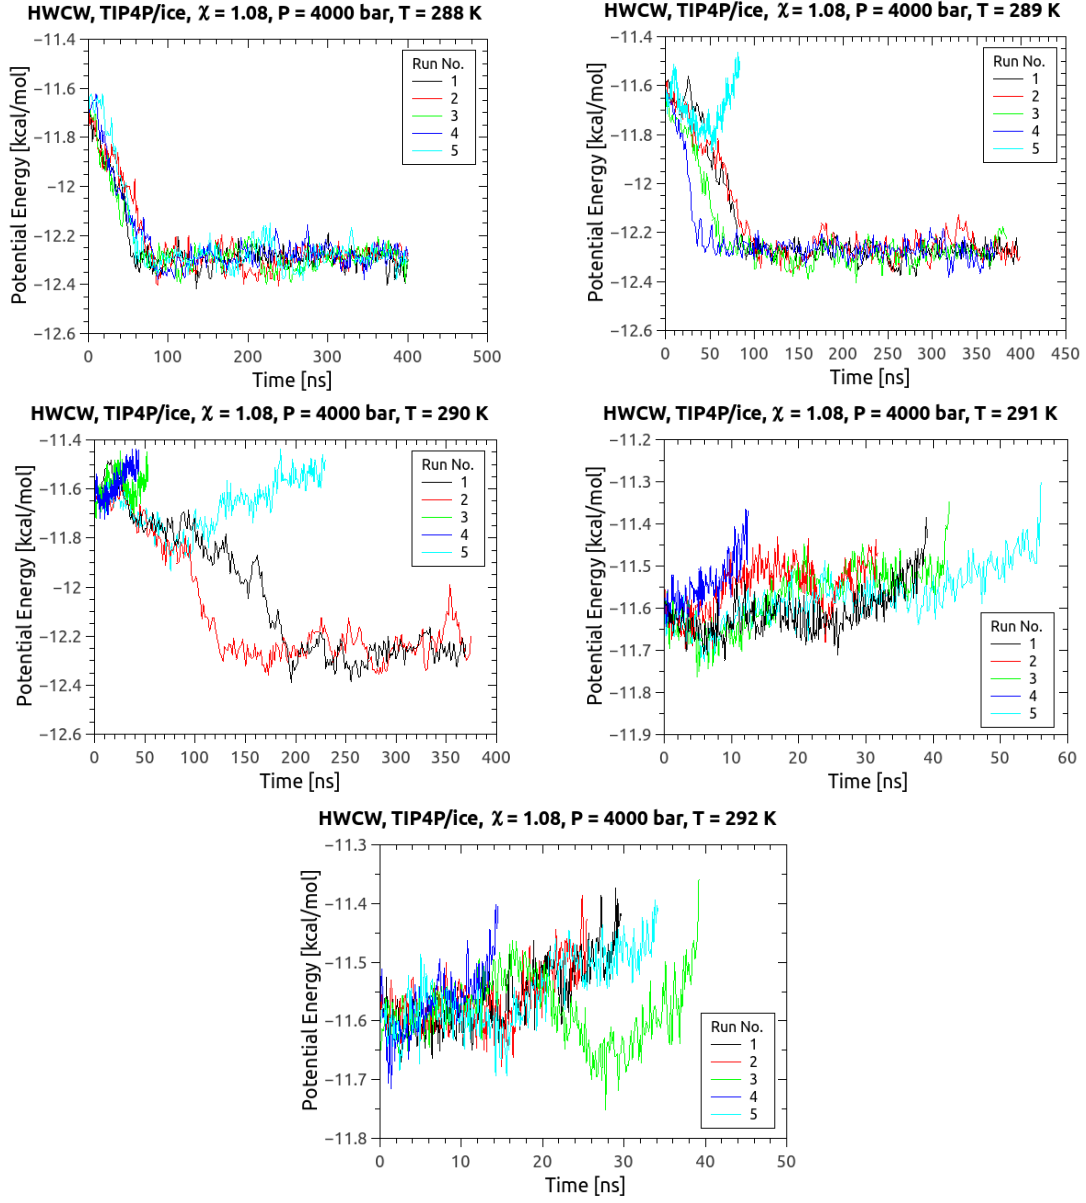 HWCW, TIP4P/ice, χ = 1.08, P = 4000 bar, T = 288 K
Potential Energy [kcal/mol]
−11.4
−11.6
−11.8
−12
−12.2
−12.4
−12.6
0 100 200 300 400 500
Time [ns]
Run No.
1
2
3
4
5
HWCW, TIP4P/ice, χ = 1.08, P = 4000 bar, T = 289 K
Potential Energy [kcal/mol]
−11.4
−11.6
−11.8
−12
−12.2
−12.4
−12.6
0 50 100 150 200 250 300 350 400 450
Time [ns]
Run No.
1
2
3
4
5
HWCW, TIP4P/ice, χ = 1.08, P = 4000 bar, T = 290 K
Potential Energy [kcal/mol]
−11.4
−11.6
−11.8
−12
−12.2
−12.4
−12.6
0 50 100 150 200 250 300 350 400
Time [ns]
Run No.
1
2
3
4
5
HWCW, TIP4P/ice, χ = 1.08, P = 4000 bar, T = 291 K
Potential Energy [kcal/mol]
−11.2
−11.3
−11.4
−11.5
−11.6
−11.7
−11.8
−11.9
0 10 20 30 40 50 60
Time [ns]
Run No.
1
2
3
4
5
HWCW, TIP4P/ice, χ = 1.08, P = 4000 bar, T = 292 K
Potential Energy [kcal/mol]
−11.3
−11.4
−11.5
−11.6
−11.7
−11.8
0 10 20 30 40 50
Time [ns]
Run No.
1
2
3
4
5